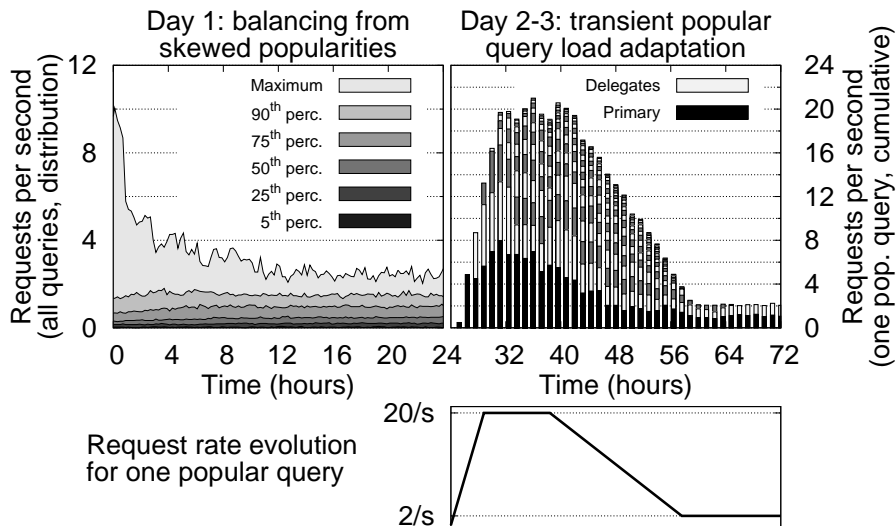 Day 1: balancing from
skewed popularities
Day 2-3: transient popular
query load adaptation
Requests per second
(all queries, distribution)
12
8
4
0
Maximum
90th perc.
75th perc.
50th perc.
25th perc.
5th perc.
0 4 8 12 16 20 24
Time (hours)
Delegates
Primary
24
20
16
12
8
4
0
Requests per second
(one pop. query, cumulative)
32 40 48 56 64 72
Time (hours)
Request rate evolution
for one popular query
20/s
2/s